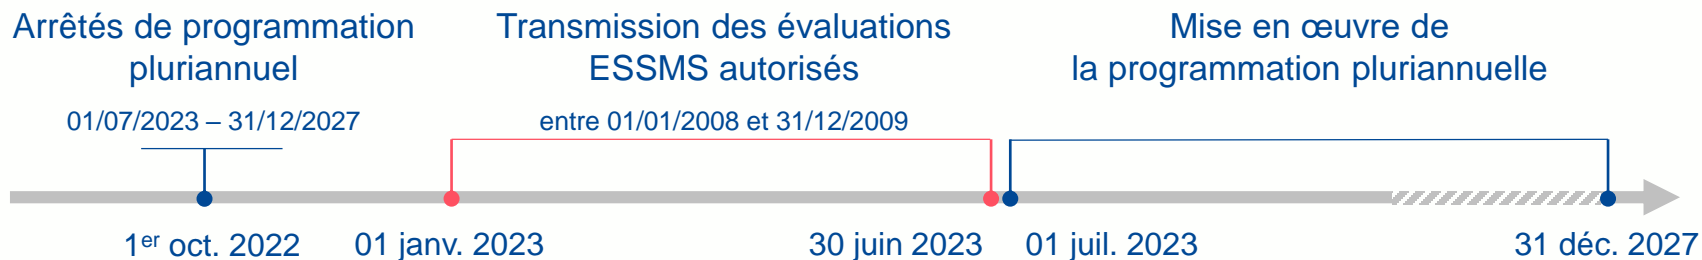 Arrêtés de programmation
pluriannuel
01/07/2023 – 31/12/2027
Transmission des évaluations
ESSMS autorisés
entre 01/01/2008 et 31/12/2009
Mise en œuvre de
la programmation pluriannuelle
1er oct. 2022
01 janv. 2023
30 juin 2023
01 juil. 2023
31 déc. 2027